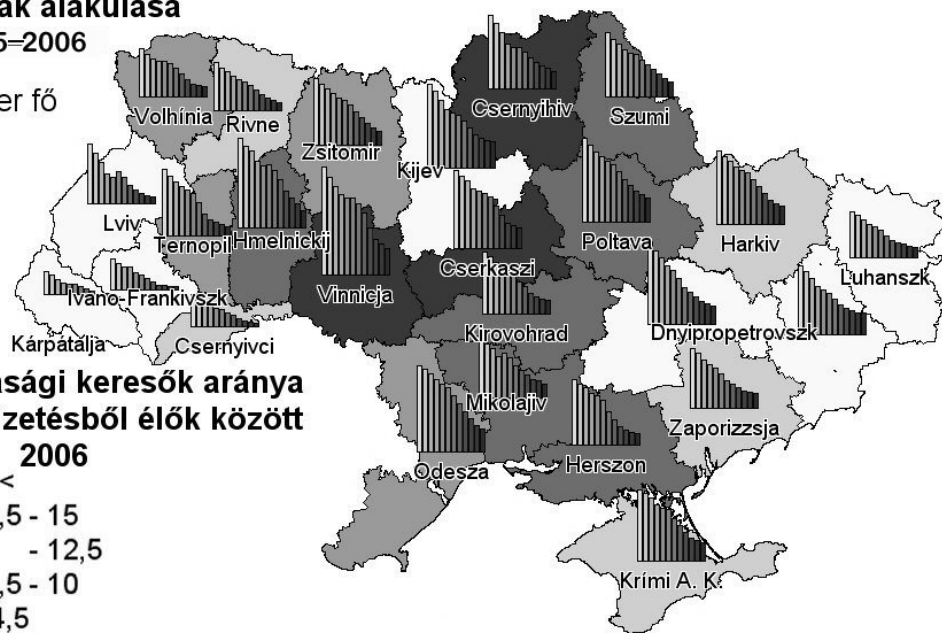 ak alakulása
5–2006
er fő
Volhínia
Rivne
Zsitomir
Kijev
Csernyihiv
Szumi
Lviv
Ternopil
Hmelnickij
Vinnicja
Cserkaszi
Poltava
Harkiv
Luhanszk
Ivano-Frankivszk
Kárpátálja
Csernyivci
Kirovohrad
Dnyipropetrovszk
Mikolajiv
Zaporizzsja
Odesza
Herszon
Krími A. K.
asági keresők aránya
zetésből élők között
2006
<
,5 - 15
- 12,5
,5 - 10
4,5